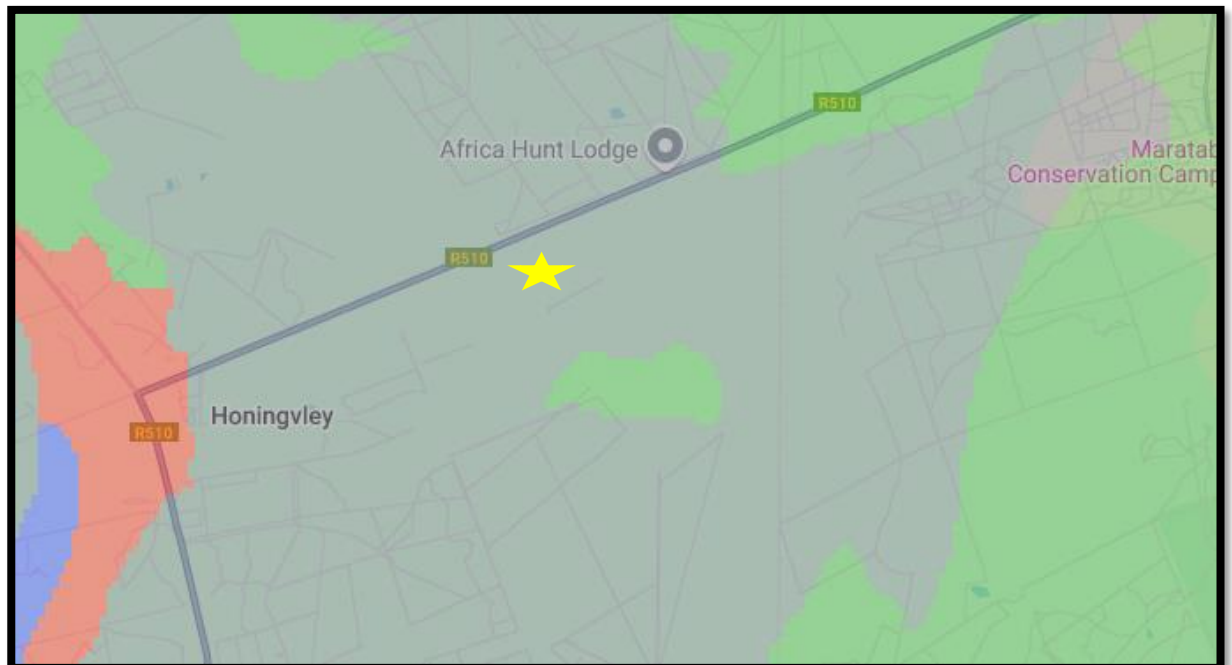 R510
Africa Hunt Lodge
Maratab
Conservation Camp
R510
Honingvley
R510